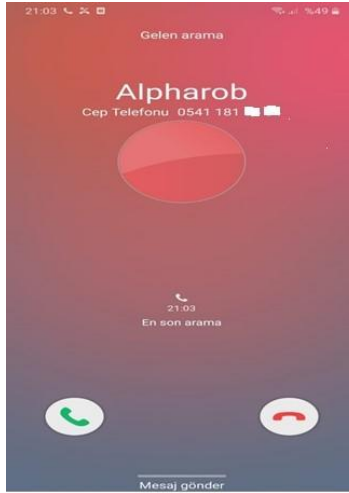 21:03 %49
Gelen arama
Alpharob
Cep Telefonu 0541 181
21:03
En son arama
Mesaj gönder